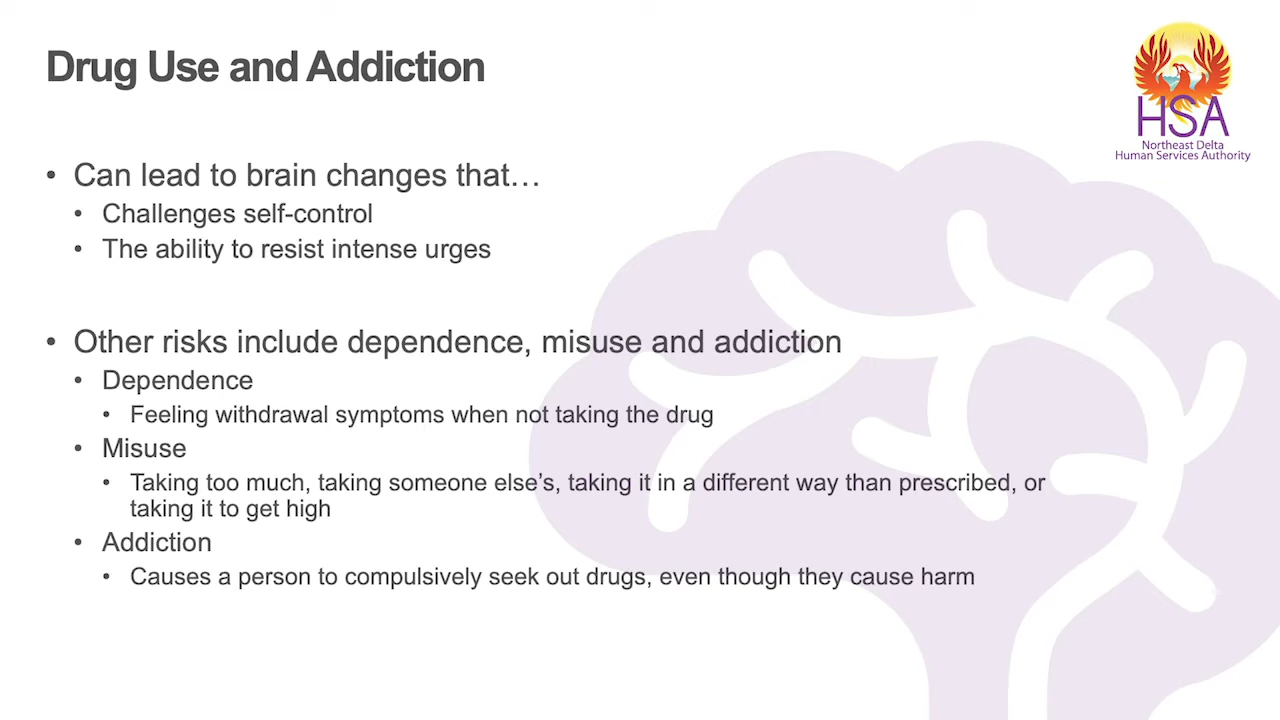 Drug Use and Addiction
HSA
Northeast Delta
Human Services Authority
• Can lead to brain changes that…
• Challenges self-control
• The ability to resist intense urges
• Other risks include dependence, misuse and addiction
• Dependence
• Feeling withdrawal symptoms when not taking the drug
• Misuse
• Taking too much, taking someone else’s, taking it in a different way than prescribed, or
taking it to get high
• Addiction
• Causes a person to compulsively seek out drugs, even though they cause harm